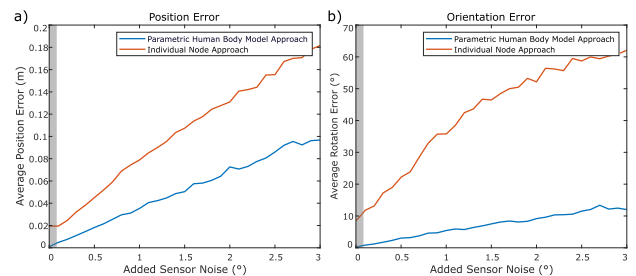 a)
Position Error
Parametric Human Body Model Approach
Individual Node Approach
Average Position Error (m)
0.2
0.18
0.16
0.14
0.12
0.1
0.08
0.06
0.04
0.02
0
0 0.5 1 1.5 2 2.5 3
Added Sensor Noise (°)
b)
Orientation Error
Parametric Human Body Model Approach
Individual Node Approach
Average Rotation Error (°)
70
60
50
40
30
20
10
0
0 0.5 1 1.5 2 2.5 3
Added Sensor Noise (°)